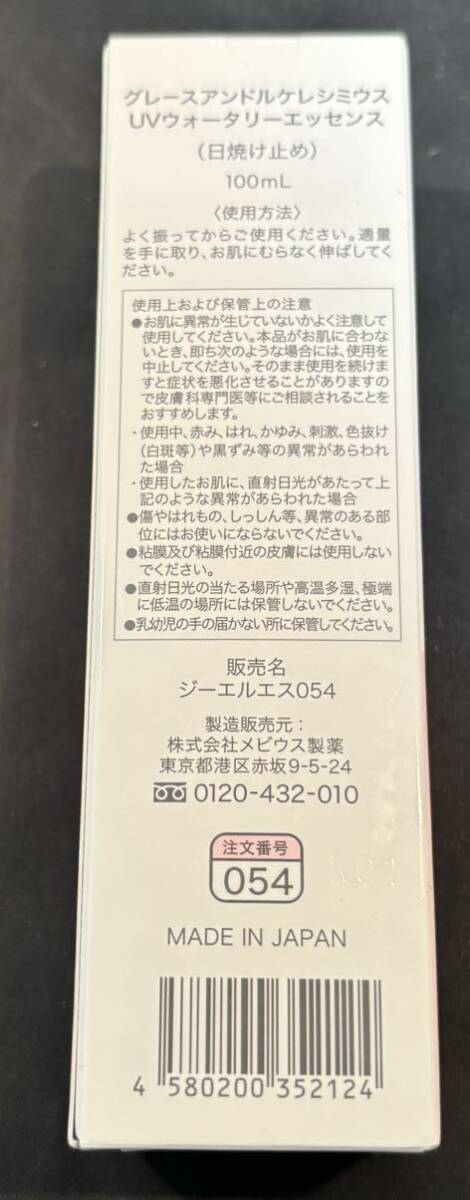 グレースアンドルケレシミウス
UVウォータリーエッセンス
(日焼け止め)
100mL
〈使用方法〉
よく振ってからご使用ください。適量
を手に取り、お肌にむらなく伸ばしてく
ださい。
使用上および保管上の注意
●お肌に異常が生じていないかよく注意して
使用してください。本品がお肌に合わな
いとき、即ち次のような場合には、使用を
中止してください。そのまま使用を続けま
すと症状を悪化させることがありますの
で皮膚科専門医等にご相談されることを
おすすめします。
・使用中、赤み、はれ、かゆみ、刺激、色抜け
(白斑等)や黒ずみ等の異常があらわれ
た場合
・使用したお肌に、直射日光があたって上
記のような異常があらわれた場合
●傷やはれもの、しっしん等、異常のある部
位にはお使いにならないでください。
●粘膜及び粘膜付近の皮膚には使用しない
でください。
●直射日光の当たる場所や高温多湿、極端
に低温の場所には保管しないでください。
●乳幼児の手の届かない所に保管してください。
販売名
ジーエルエス054
製造販売元:
株式会社メビウス製薬
東京都港区赤坂9-5-24
0120-432-010
注文番号
054
MADE IN JAPAN
4 580200 352124